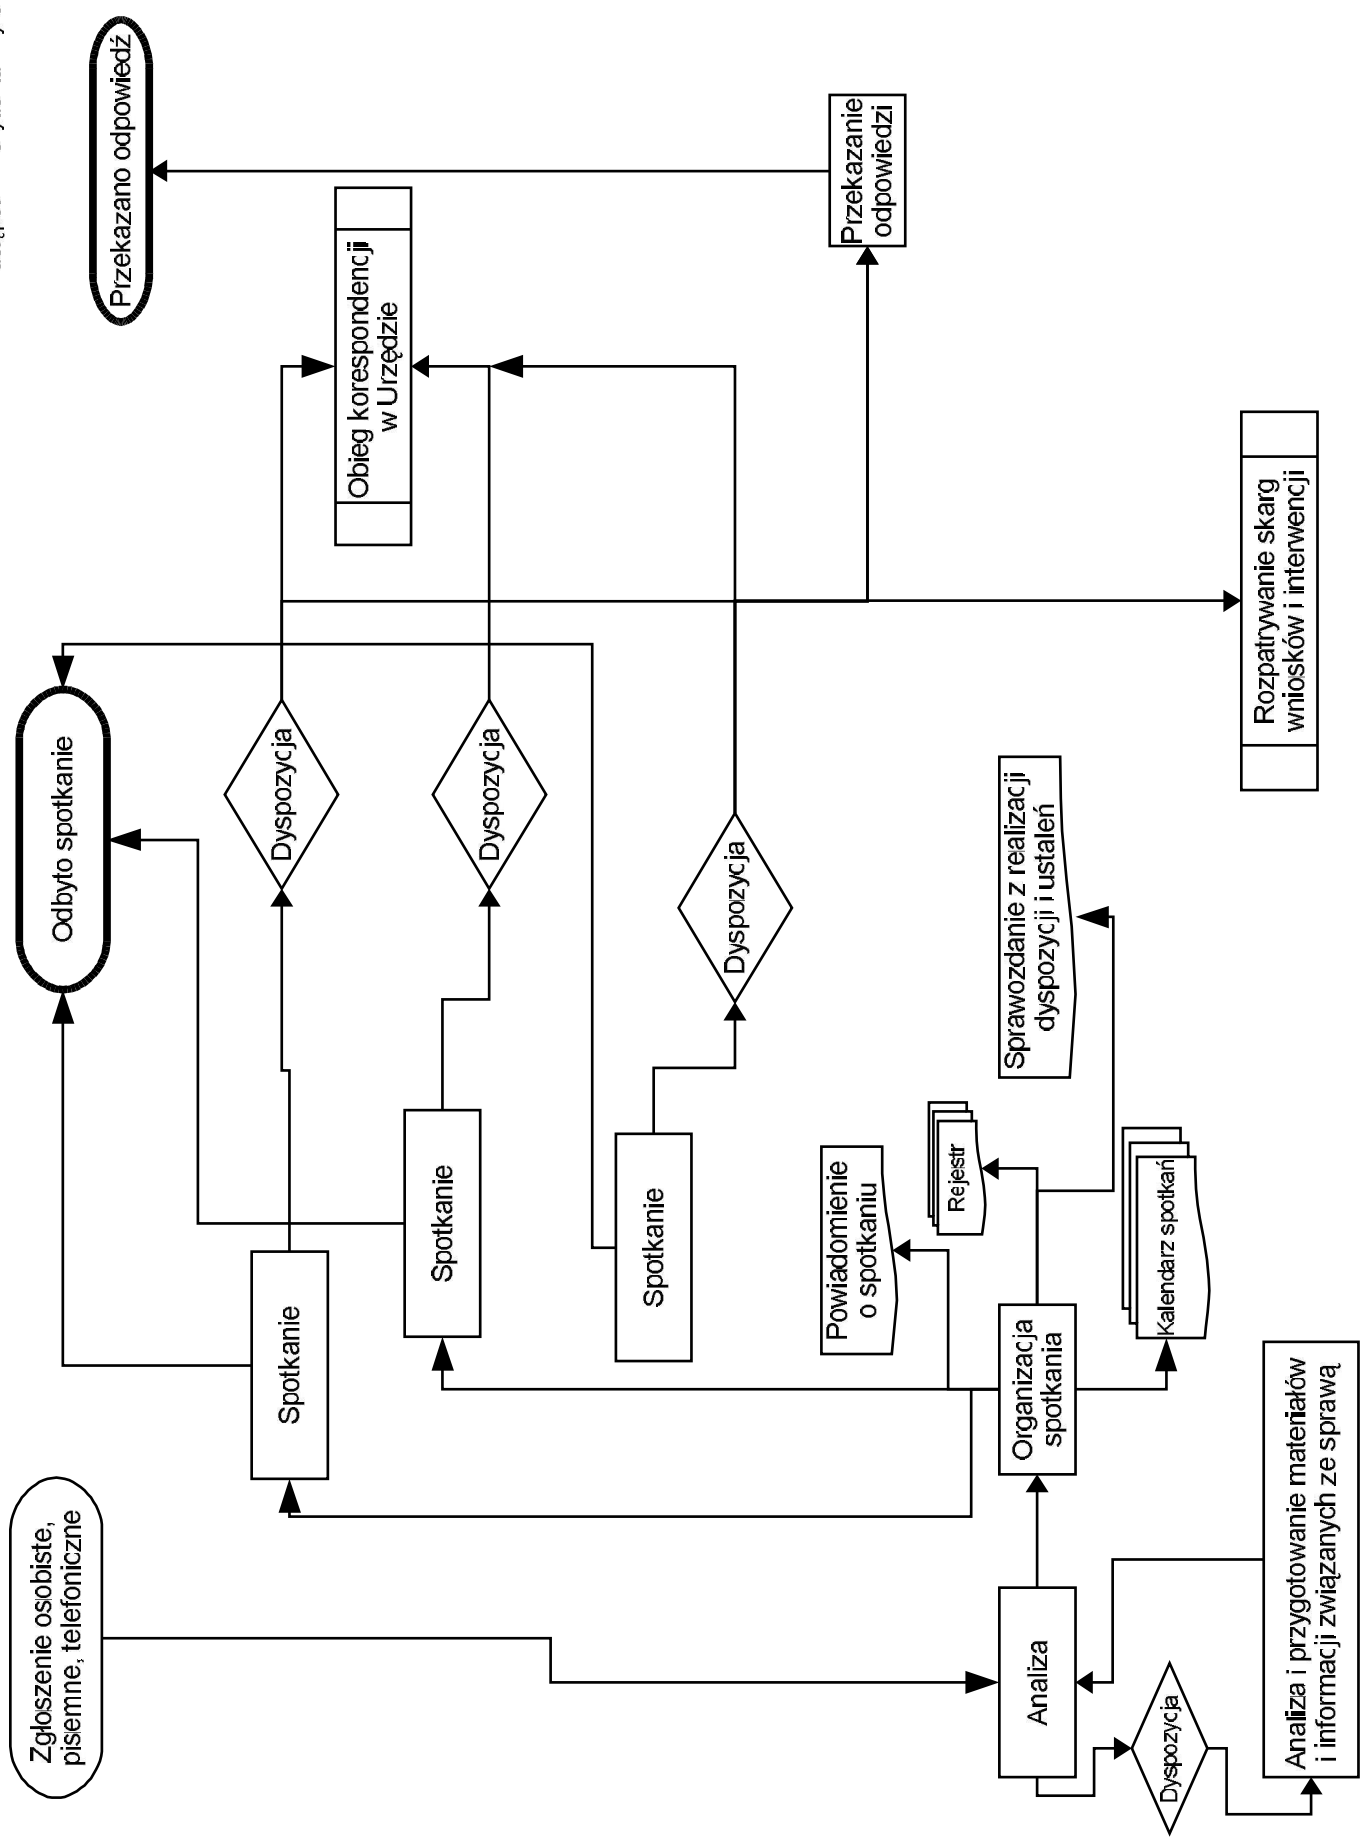 Zgłoszenie osobiste,
pisemne, telefoniczne
Odbyto spotkanie
Przekazano odpowiedź
Spotkanie
Dyspozycja
Obieg korespondencji
w Urzędzie
Spotkanie
Dyspozycja
Spotkanie
Dyspozycja
Powiadomienie
o spotkaniu
Przekazanie
odpowiedzi
Rejestr
Analiza
Organizacja
spotkania
Sprawozdanie z realizacji
dyspozycji i ustaleń
Dyspozycja
Kalendarz spotkań
Rozpatrywanie skarg
wniosków i interwencji
Analiza i przygotowanie materiałów
i informacji związanych ze sprawą